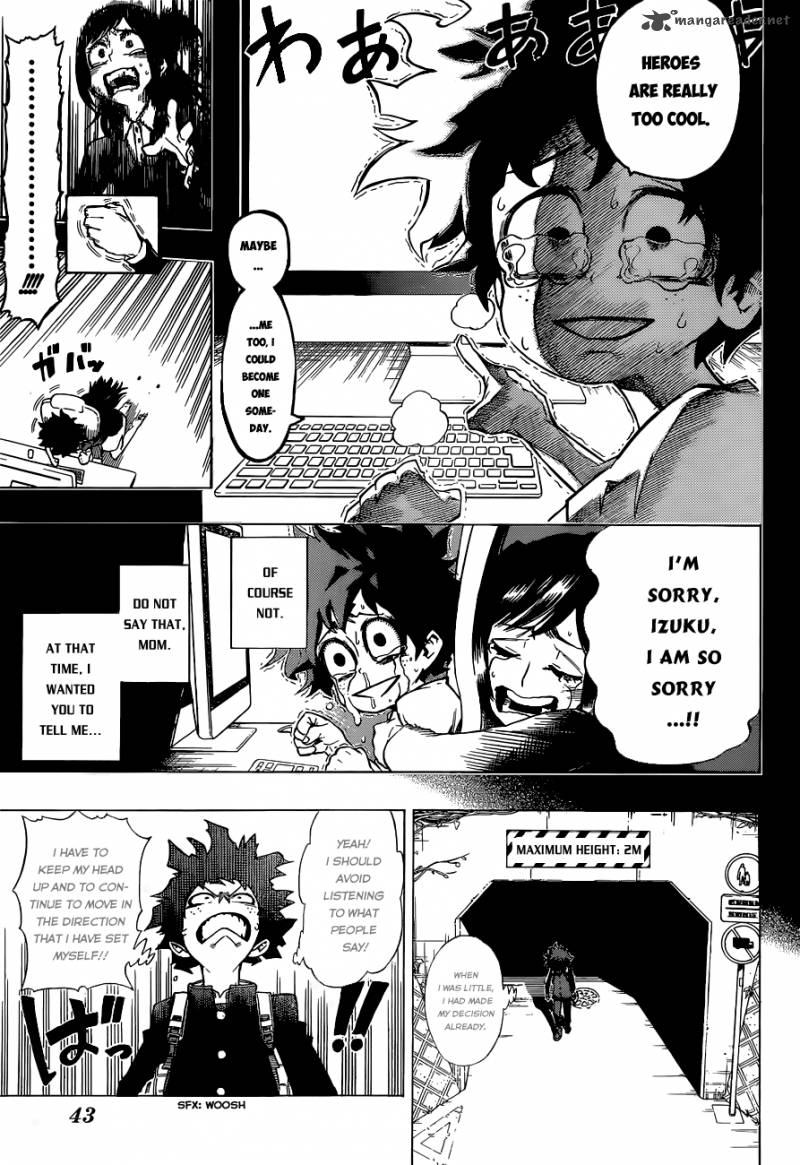 mangareader.net
わぁぁぁぁ
HEROES
ARE REALLY
TOO COOL.
MAYBE
...
...ME
TOO, I
COULD
BECOME
ONE
SOME-
DAY.
..............!!!!
ガバッ
I'M
SORRY,
IZUKU,
I AM SO
SORRY
...!!
OF
COURSE
NOT.
DO NOT
SAY THAT,
MOM.
AT THAT
TIME, I
WANTED
YOU TO
TELL ME...
MAXIMUM HEIGHT: 2M
WHEN
I WAS LITTLE,
I HAD MADE
MY DECISION
ALREADY.
YEAH!
I SHOULD
AVOID
LISTENING
TO WHAT
PEOPLE
SAY!
I HAVE TO
KEEP MY HEAD
UP AND TO CON-
TINUE TO MOVE IN
THE DIRECTION
THAT I HAVE SET
MYSELF!!
ばっ!!
SFX: WOOSH
43